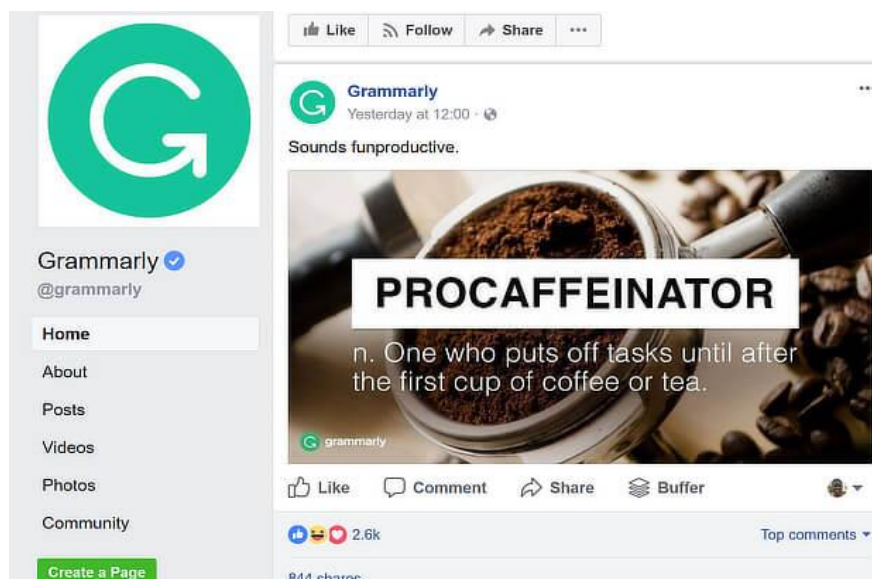 Like Follow Share
Grammarly
Yesterday at 12:00
Sounds funproductive.
PROCAFFEINATOR
n. One who puts off tasks until after
the first cup of coffee or tea.
grammarly
Like Comment Share Buffer
2.6k Top comments
844 shares
Grammarly
@grammarly
Home
About
Posts
Videos
Photos
Community
Create a Page